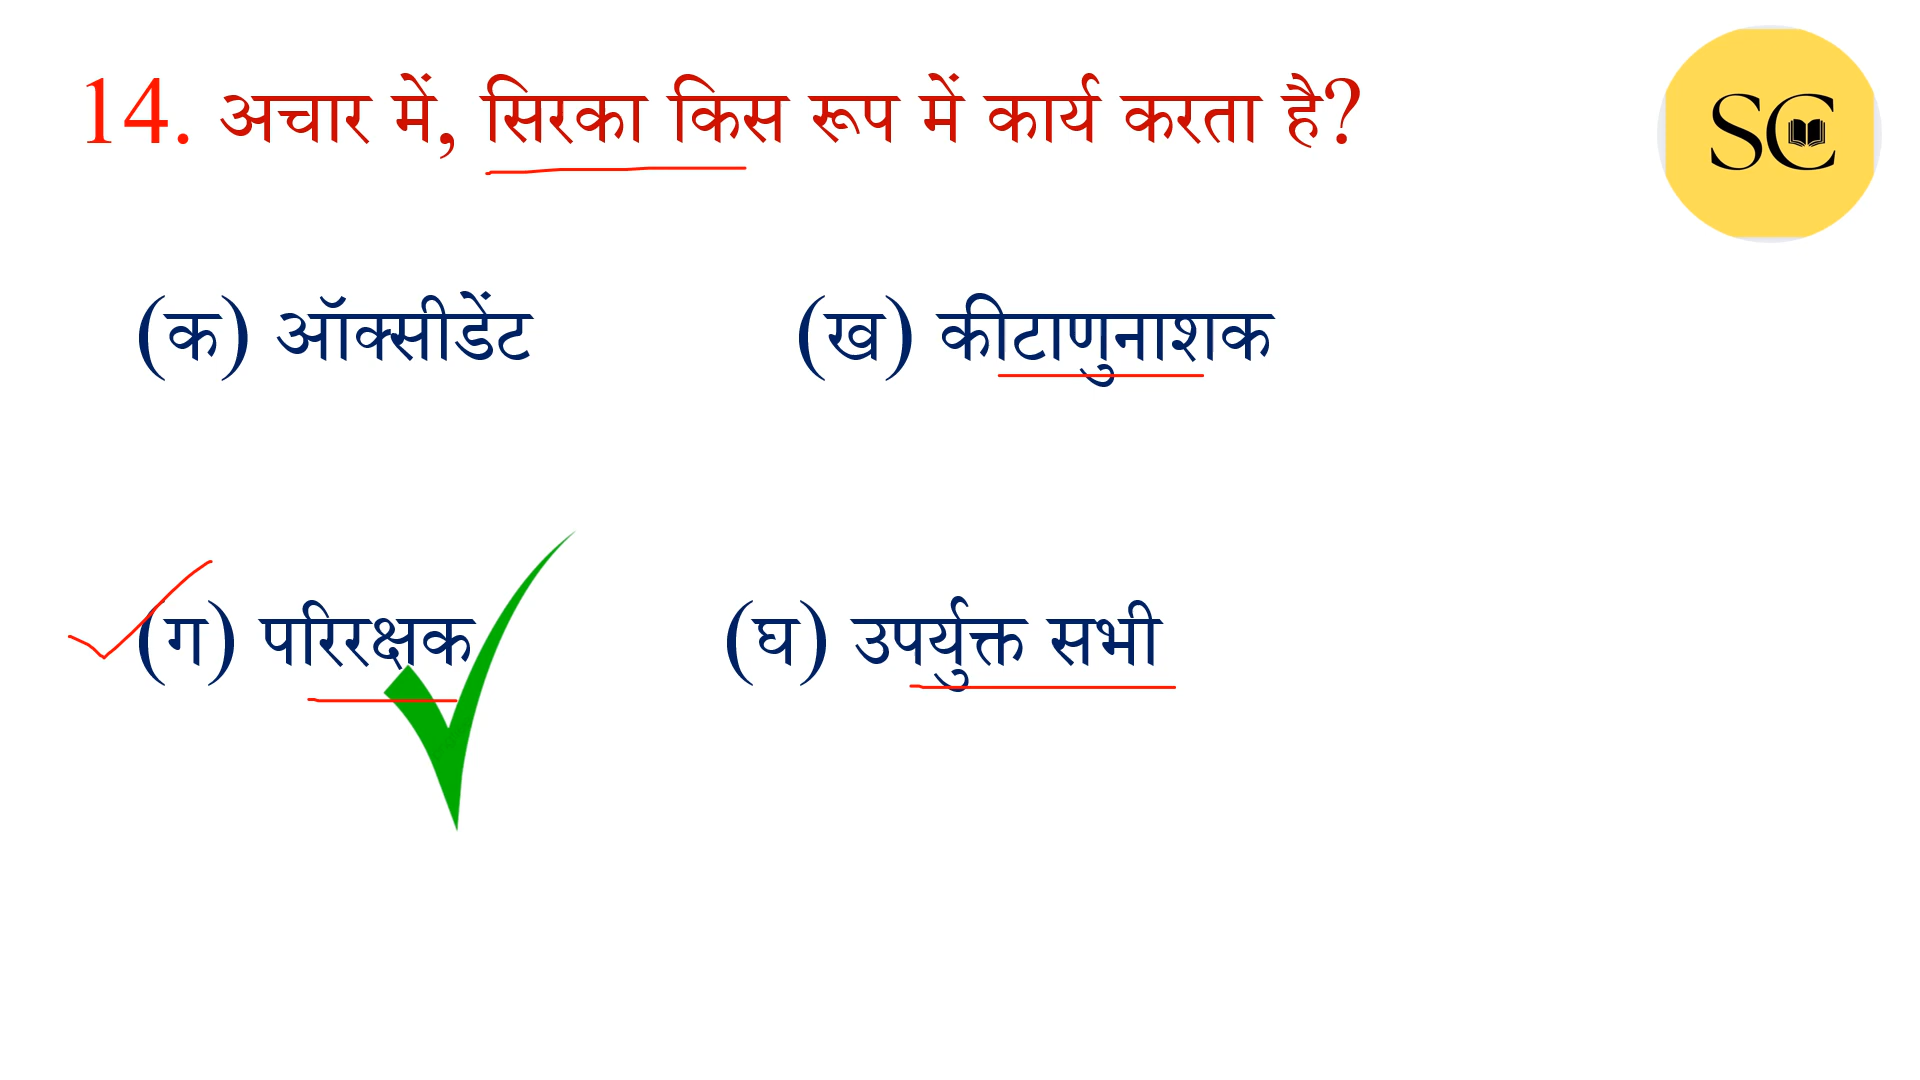 14. अचार में, सिरका किस रूप में कार्य करता है?
SC
(क) ऑक्सीडेंट (ख) कीटाणुनाशक
(ग) परिरक्षक (घ) उपर्युक्त सभी